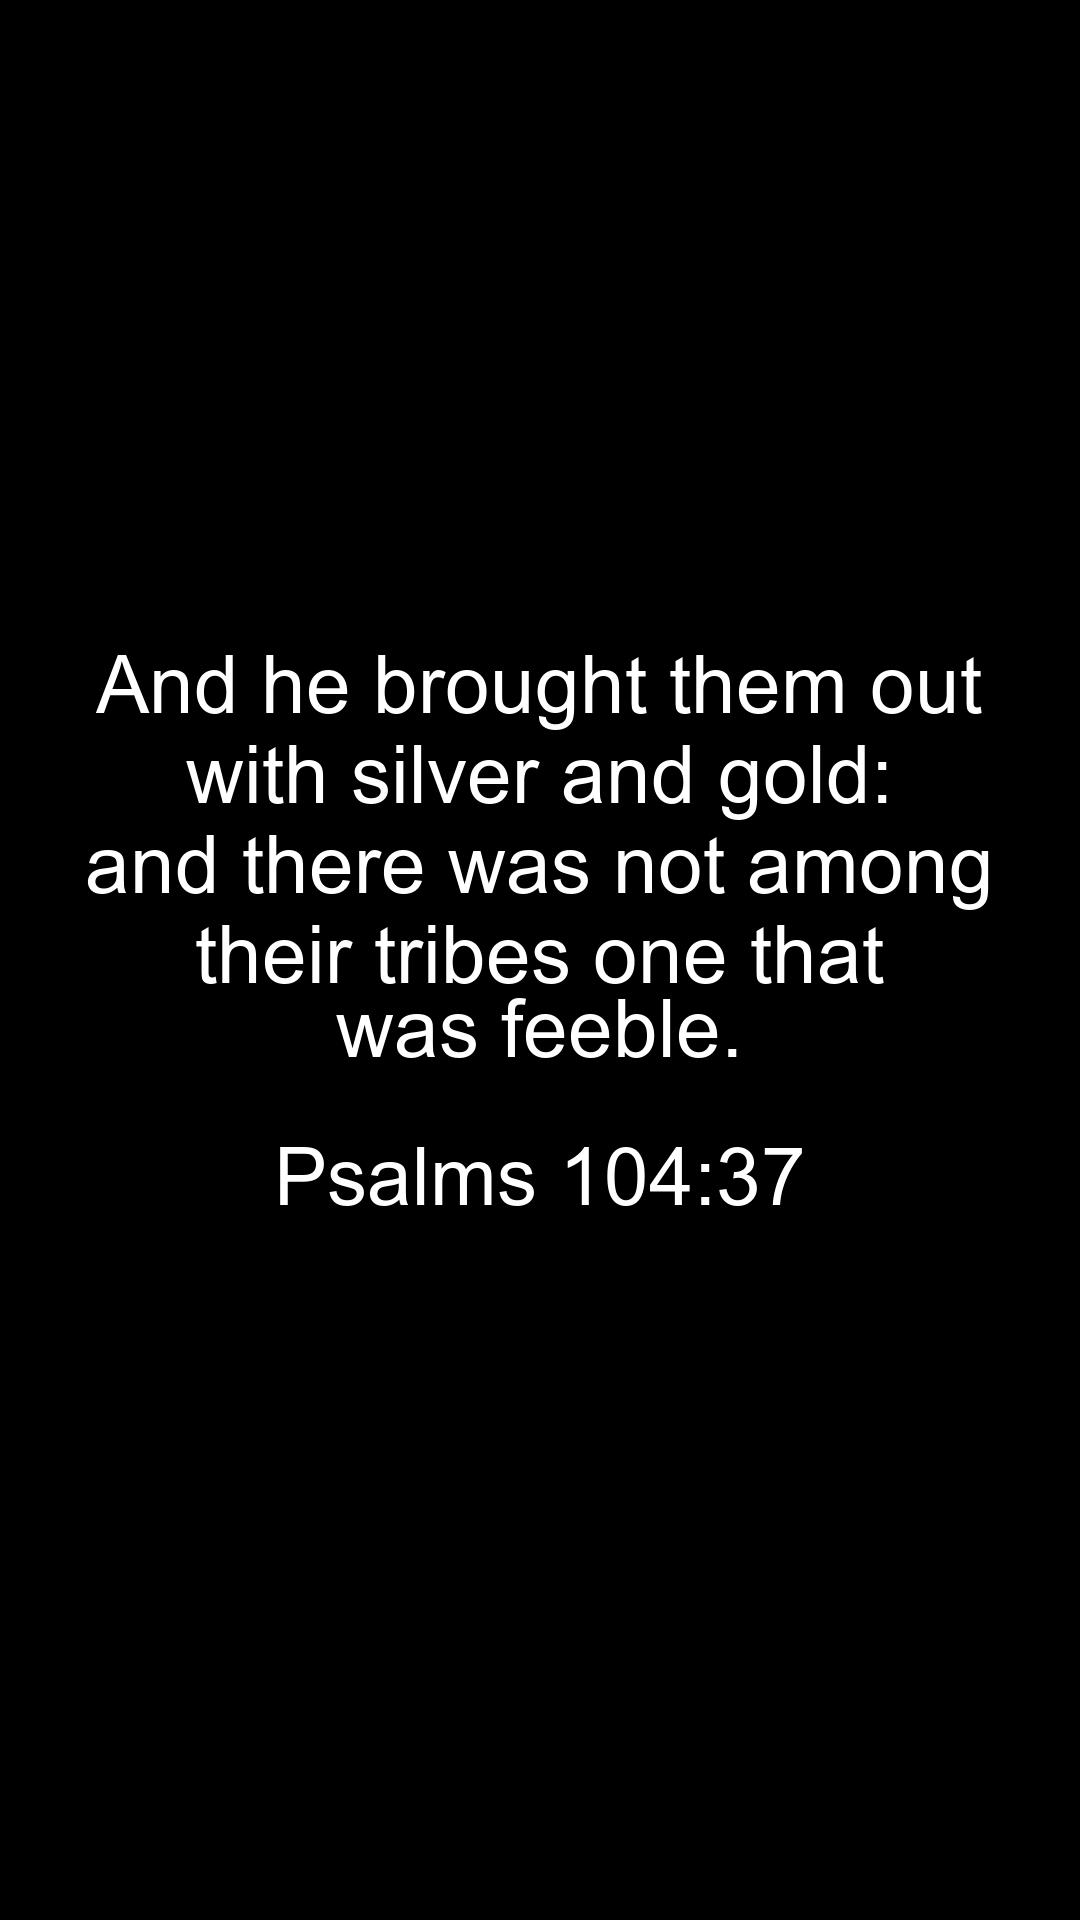 And he brought them out
with silver and gold:
and there was not among
their tribes one that
was feeble.
Psalms 104:37